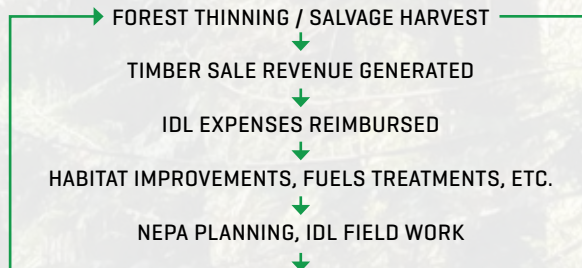 FOREST THINNING / SALVAGE HARVEST
TIMBER SALE REVENUE GENERATED
IDL EXPENSES REIMBURSED
HABITAT IMPROVEMENTS, FUELS TREATMENTS, ETC.
NEPA PLANNING, IDL FIELD WORK